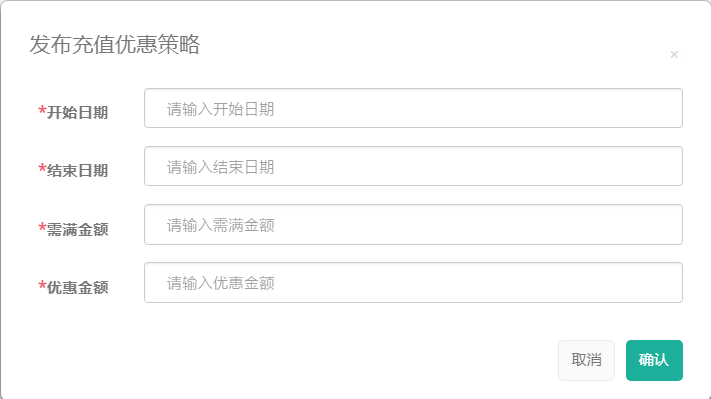 发布充值优惠策略
×
*开始日期 请输入开始日期
*结束日期 请输入结束日期
*需满金额 请输入需满金额
*优惠金额 请输入优惠金额
取消 确认